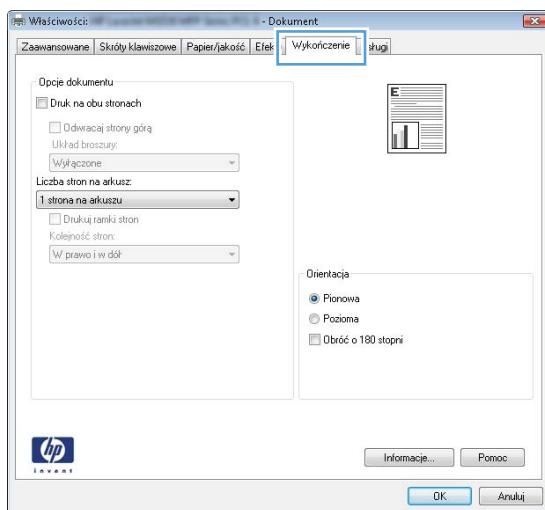 Właściwości: - Dokument
Zaawansowane Skróty klawiszowe Papier/jakość Efek Wykończenie sługi
Opcje dokumentu
Druk na obu stronach
Odwracaj strony górą
Układ broszury:
Wyłączone
Liczba stron na arkusz:
1 strona na arkuszu
Drukuj ramki stron
Kolejność stron:
W prawo i w dół
E
Orientacja
Pionowa
Pozioma
Obróć o 180 stopni
hp
invent
Informacje... Pomoc
OK Anuluj